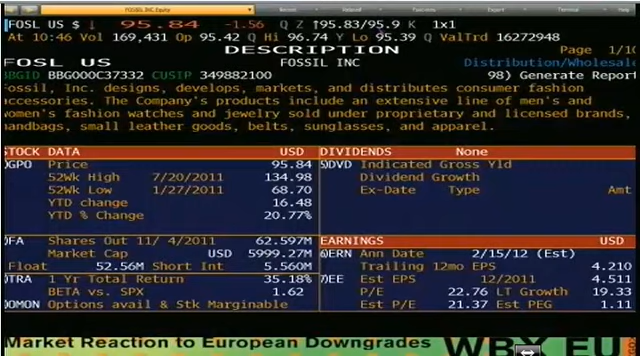 FOSSIL INC Equity
FOSL US $ ↓ 95.84 -1.56 Q Z ↑95.83/95.9 K 1x1
At 10:46 Vol 169,431 Op 95.42 Q Hi 96.74 Y Lo 95.39 Q ValTrd 16272948
DESCRIPTION Page 1/10
FOSL US FOSSIL INC Distribution/Wholesale
BBGID BBG000C37332 CUSIP 349882100 98) Generate Report
Fossil, Inc. designs, develops, markets, and distributes consumer fashion
accessories. The Company's products include an extensive line of men's and
women's fashion watches and jewelry sold under proprietary and licensed brands,
handbags, small leather goods, belts, sunglasses, and apparel.
STOCK DATA USD DIVIDENDS None
)GPO Price 95.84 5)DVD Indicated Gross Yld
52Wk High 7/20/2011 134.98 Dividend Growth
52Wk Low 1/27/2011 68.70 Ex-Date Type Amt
YTD change 16.48
YTD % Change 20.77%
)FA Shares Out 11/ 4/2011 62.597M EARNINGS USD
Market Cap USD 5999.27M 6)ERN Ann Date 2/15/12 (Est)
Float 52.56M Short Int 5.560M Trailing 12mo EPS 4.210
)TRA 1 Yr Total Return 35.18% 7)EE Est EPS 12/2011 4.511
BETA vs. SPX 1.62 P/E 22.76 LT Growth 19.33
)OMON Options avail & Stk Marginable Est P/E 21.37 Est PEG 1.11
Market Reaction to European Downgrades WBX EU